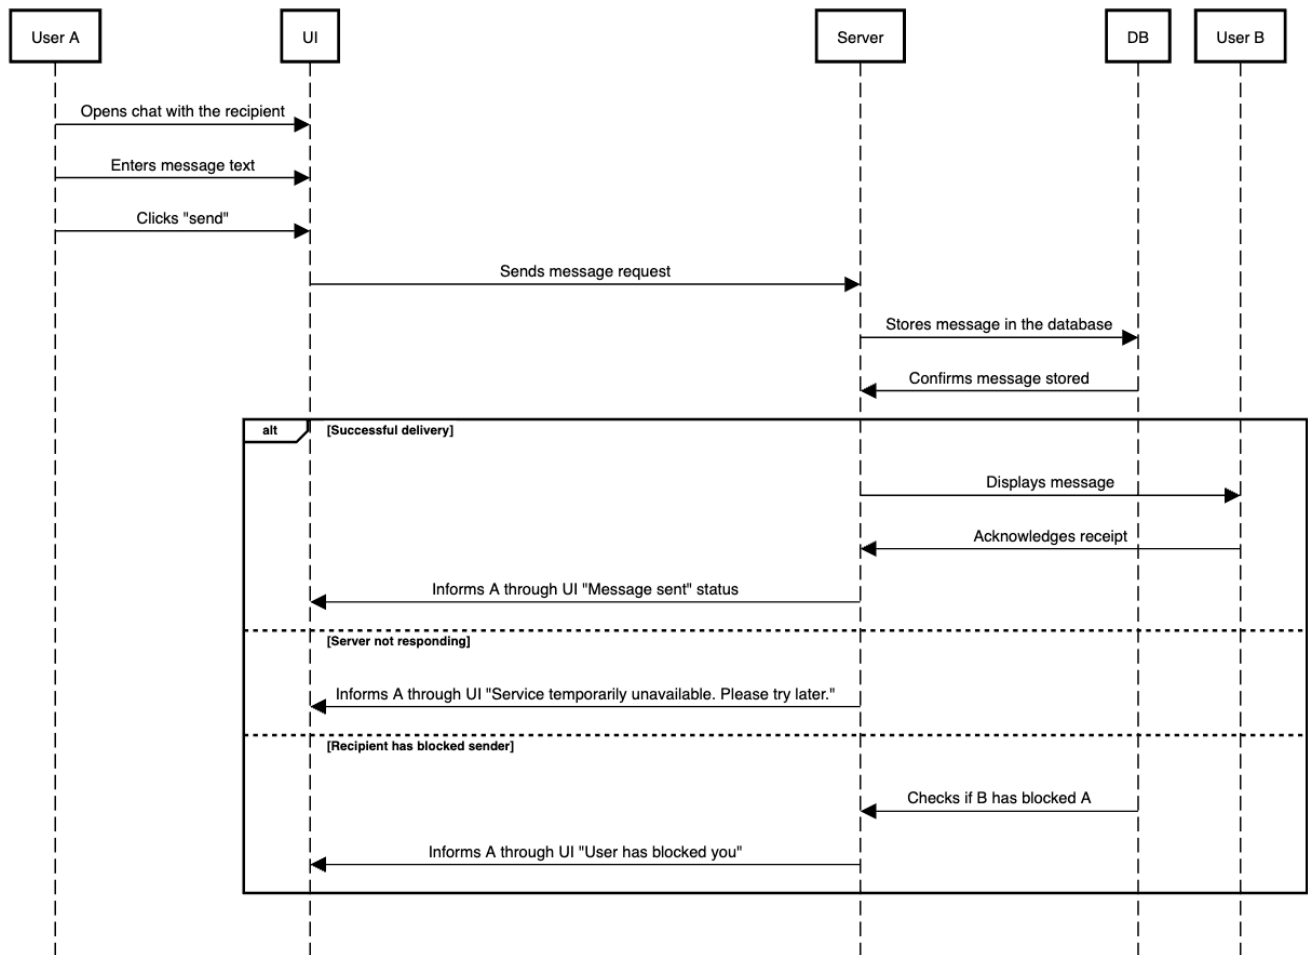 User A
UI
Server
DB
User B
Opens chat with the recipient
Enters message text
Clicks "send"
Sends message request
Stores message in the database
Confirms message stored
alt
[Successful delivery]
Displays message
Acknowledges receipt
Informs A through UI "Message sent" status
[Server not responding]
Informs A through UI "Service temporarily unavailable. Please try later."
[Recipient has blocked sender]
Checks if B has blocked A
Informs A through UI "User has blocked you"